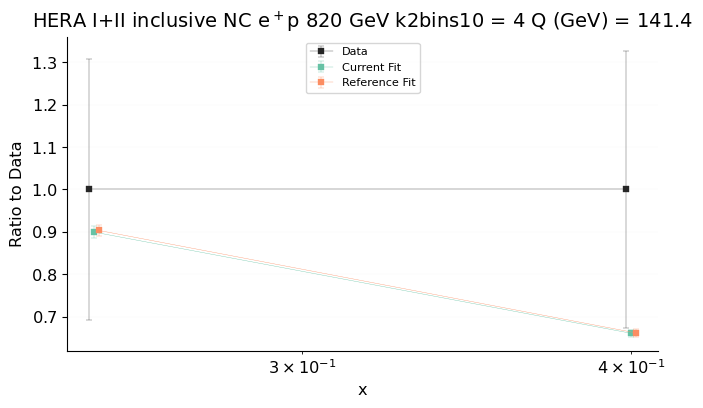 HERA I+II inclusive NC e⁺p 820 GeV k2bins10 = 4 Q (GeV) = 141.4
Data
Current Fit
Reference Fit
Ratio to Data
1.3
1.2
1.1
1.0
0.9
0.8
0.7
3 × 10⁻¹
4 × 10⁻¹
x